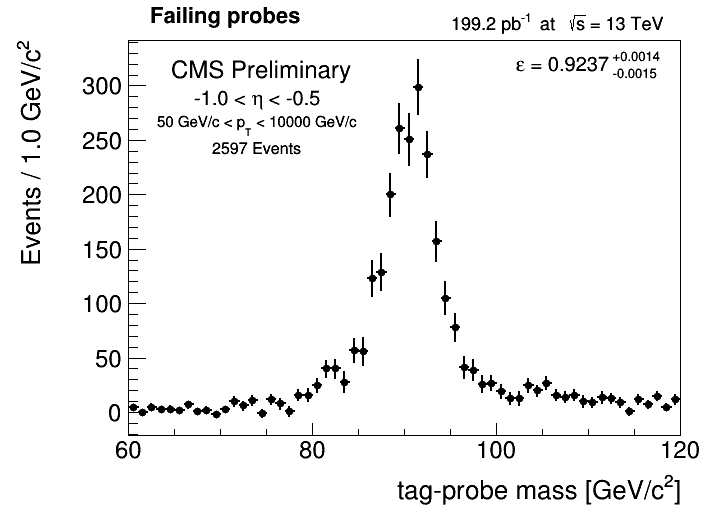 Failing probes
199.2 pb⁻¹ at √s = 13 TeV
CMS Preliminary
ε = 0.9237 +0.0014 -0.0015
-1.0 < η < -0.5
50 GeV/c < p_T < 10000 GeV/c
2597 Events
Events / 1.0 GeV/c²
300
250
200
150
100
50
0
60 80 100 120
tag-probe mass [GeV/c²]